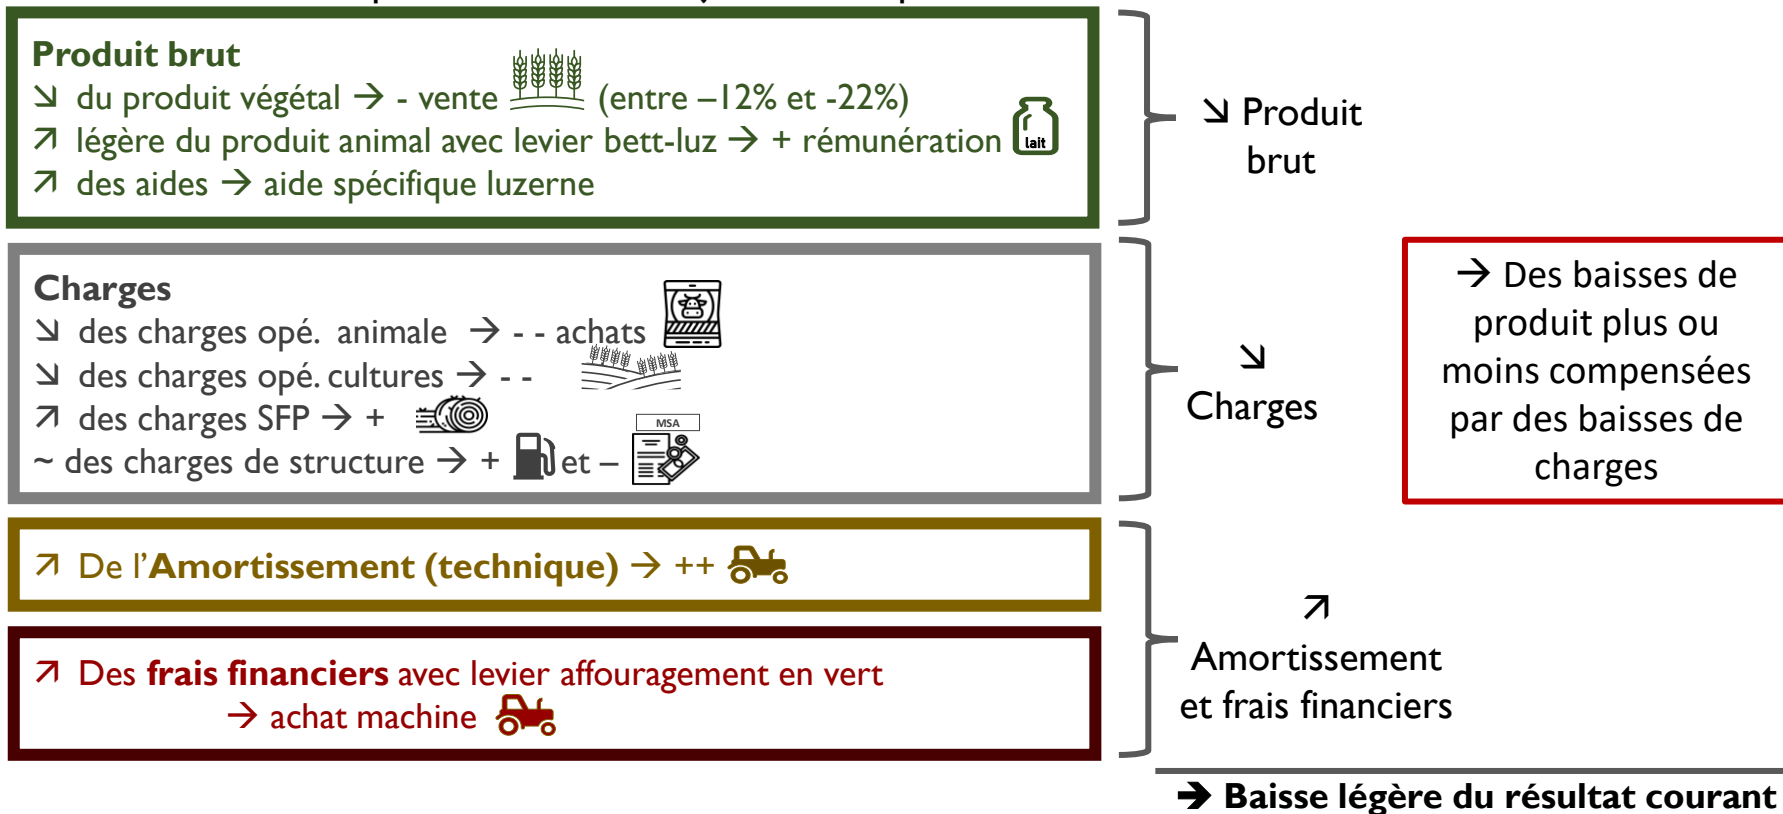 Produit brut
↘ du produit végétal → - vente (entre –12% et -22%)
↗ légère du produit animal avec levier bett-luz → + rémunération lait
↗ des aides → aide spécifique luzerne
↘ Produit
brut
Charges
↘ des charges opé. animale → - - achats
↘ des charges opé. cultures → - -
↗ des charges SFP → +
~ des charges de structure → + et – MSA
↘
Charges
→ Des baisses de
produit plus ou
moins compensées
par des baisses de
charges
↗ De l'Amortissement (technique) → ++
↗ Des frais financiers avec levier affouragement en vert
→ achat machine
↗
Amortissement
et frais financiers
➔ Baisse légère du résultat courant